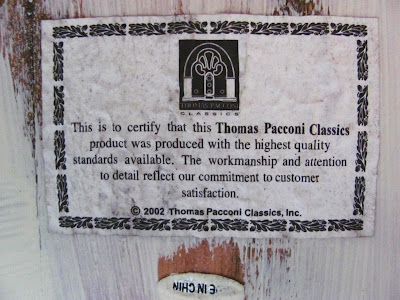 THOMAS PACCONI
CLASSICS
This is to certify that this Thomas Pacconi Classics
product was produced with the highest quality
standards available. The workmanship and attention
to detail reflect our commitment to customer
satisfaction.
© 2002 Thomas Pacconi Classics, Inc.
E IN CHIN